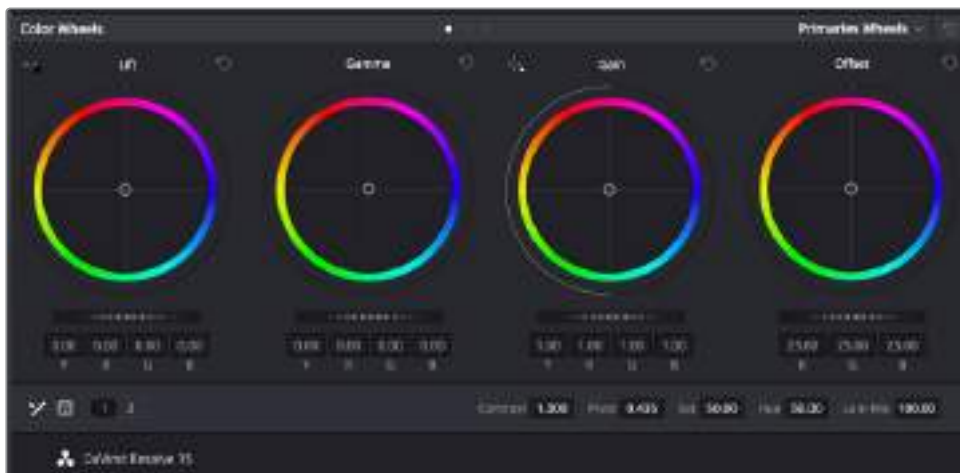 Color Wheels Primaries Wheels
Lift Gamma Gain Offset
0.00 0.00 0.00 0.00 0.00 0.00 0.00 0.00 1.00 1.00 1.00 1.00 25.00 25.00 25.00
Y R G B Y R G B Y R G B R G B
1 2 Contrast 1.000 Pivot 0.435 Sat 50.00 Hue 50.00 Lum Mix 100.00
DaVinci Resolve 15